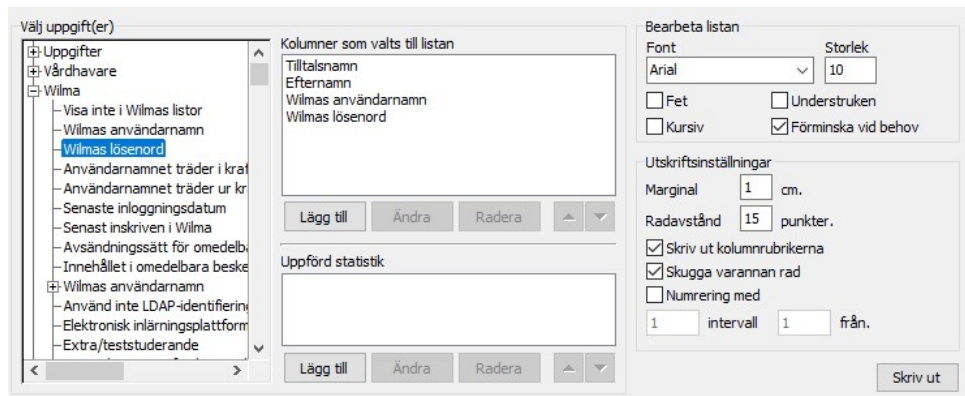 Välj uppgift(er)
Uppgifter
Vårdhavare
Wilma
Visa inte i Wilmas listor
Wilmas användarnamn
Wilmas lösenord
Användarnamnet träder i kraf
Användarnamnet träder ur kr
Senaste inloggningsdatum
Senast inskriven i Wilma
Avsändningssätt för omedelba
Innehållet i omedelbara beske
Wilmas användarnamn
Använd inte LDAP-identifiering
Elektronisk inlärningsplattform
Extra/teststuderande
Kolumner som valts till listan
Tilltalsnamn
Efternamn
Wilmas användarnamn
Wilmas lösenord
Lägg till Ändra Radera
Uppförd statistik
Lägg till Ändra Radera
Bearbeta listan
Font Storlek
Arial 10
Fet Understruken
Kursiv Förminska vid behov
Utskriftsinställningar
Marginal 1 cm.
Radavstånd 15 punkter.
Skriv ut kolumnrubrikerna
Skugga varannan rad
Numrering med
1 intervall 1 från.
Skriv ut